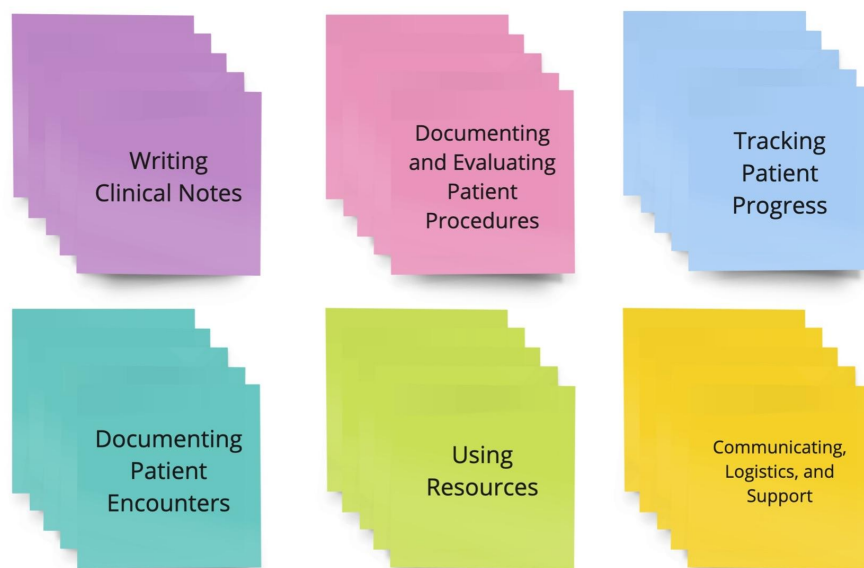 Writing
Clinical Notes
Documenting
and Evaluating
Patient
Procedures
Tracking
Patient
Progress
Documenting
Patient
Encounters
Using
Resources
Communicating,
Logistics, and
Support